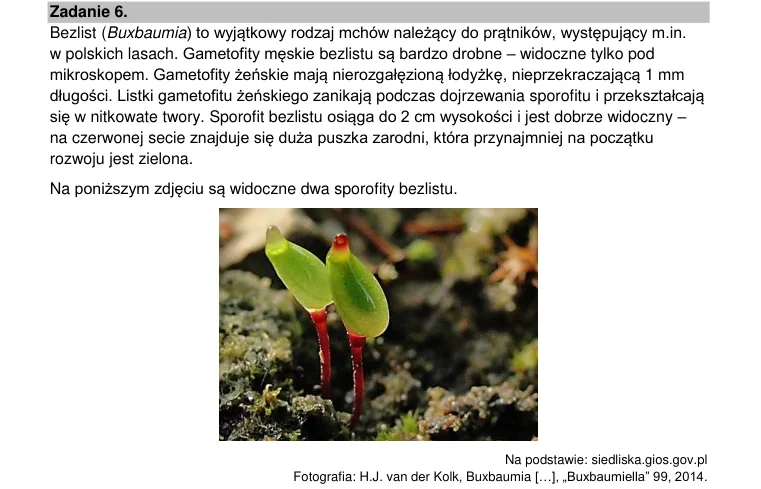 Zadanie 6.
Bezlist (Buxbaumia) to wyjątkowy rodzaj mchów należący do prątników, występujący m.in.
w polskich lasach. Gametofity męskie bezlistu są bardzo drobne – widoczne tylko pod
mikroskopem. Gametofity żeńskie mają nierozgałęzioną łodyżkę, nieprzekraczającą 1 mm
długości. Listki gametofitu żeńskiego zanikają podczas dojrzewania sporofitu i przekształcają
się w nitkowate twory. Sporofit bezlistu osiąga do 2 cm wysokości i jest dobrze widoczny –
na czerwonej secie znajduje się duża puszka zarodni, która przynajmniej na początku
rozwoju jest zielona.
Na poniższym zdjęciu są widoczne dwa sporofity bezlistu.
Na podstawie: siedliska.gios.gov.pl
Fotografia: H.J. van der Kolk, Buxbaumia […], „Buxbaumiella” 99, 2014.